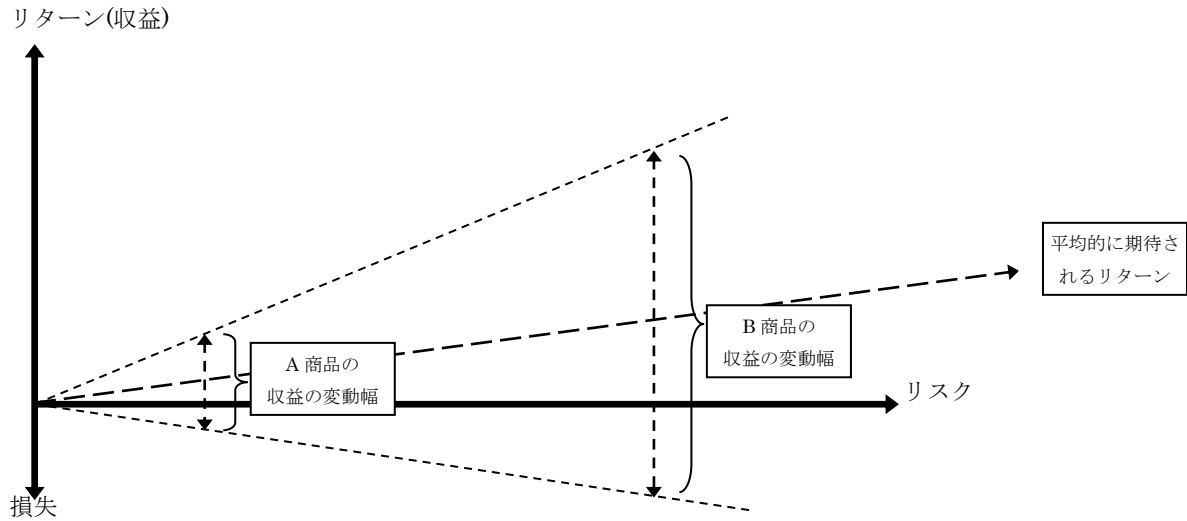 リターン(収益)
平均的に期待さ
れるリターン
B 商品の
収益の変動幅
A 商品の
収益の変動幅
リスク
損失